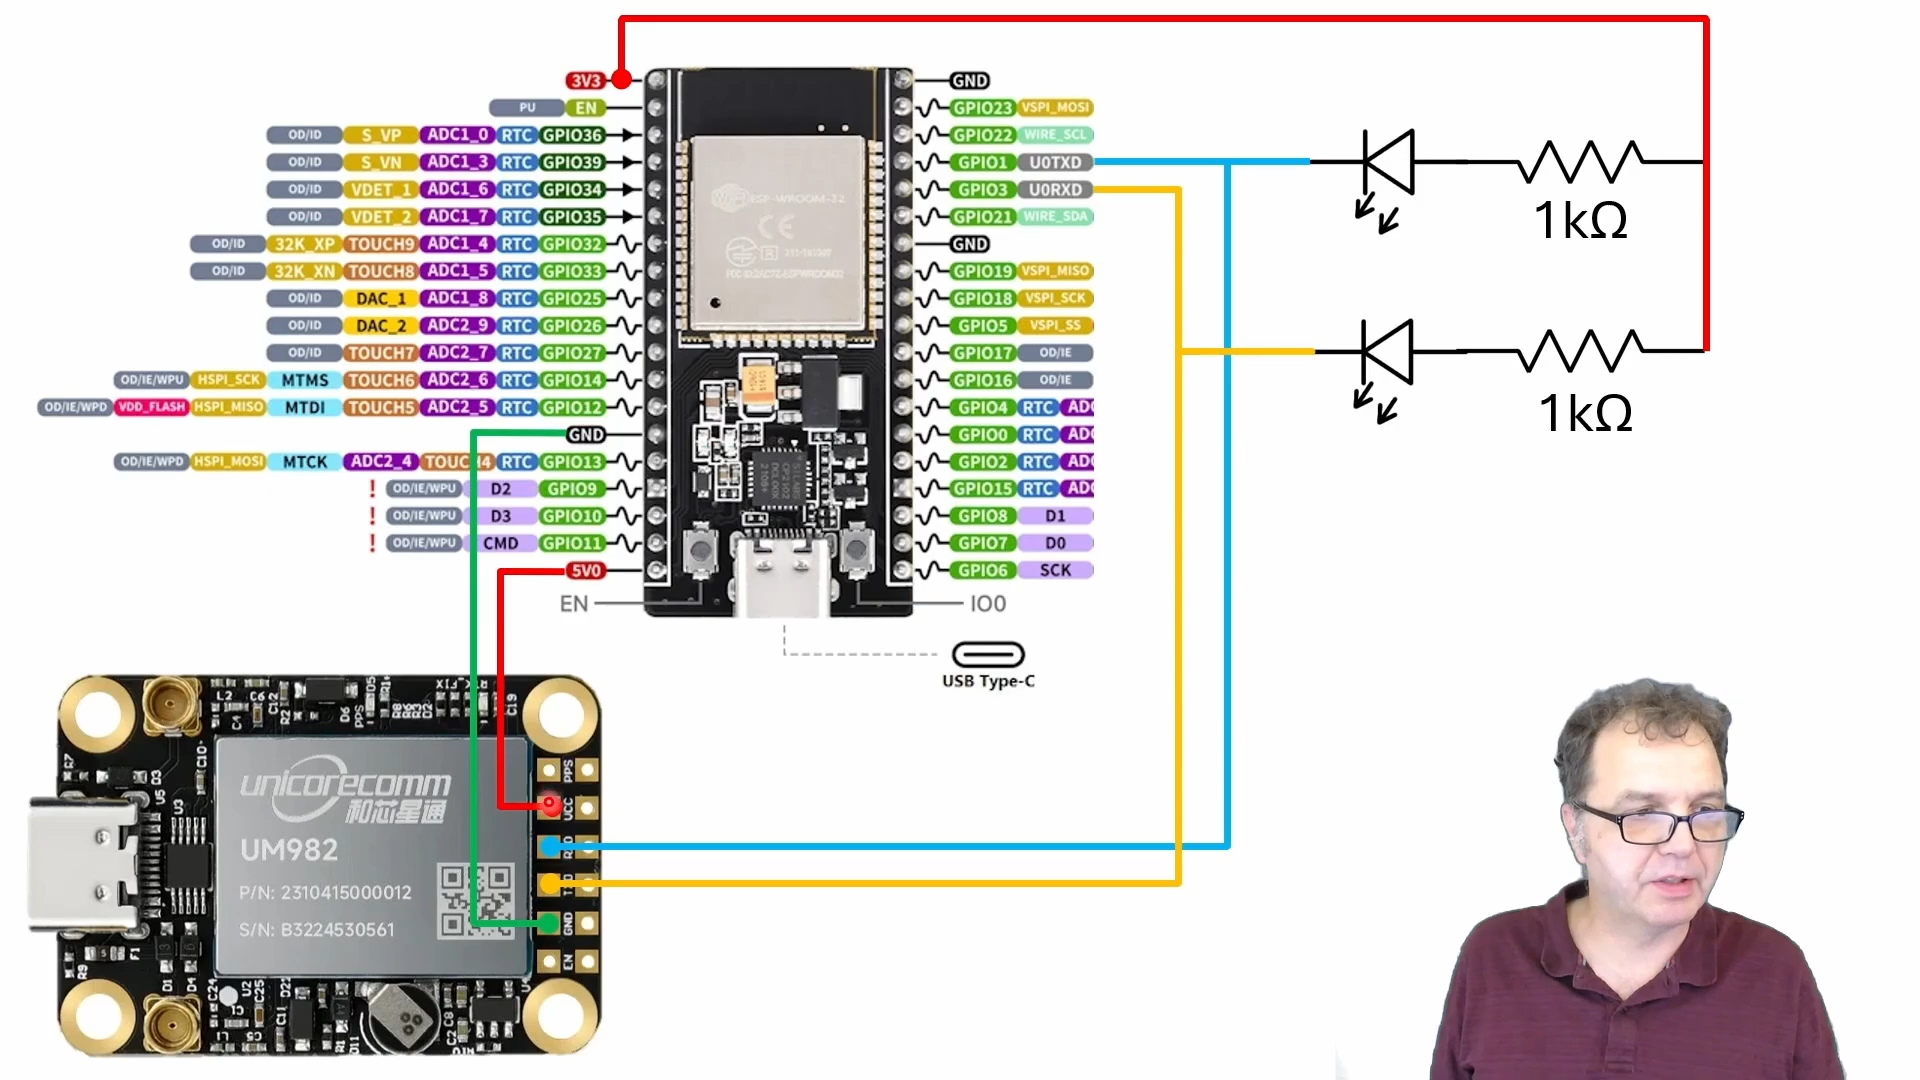 3V3 GND
PU EN GPIO23 VSPI_MOSI
OD/ID S_VP ADC1_0 RTC GPIO36 GPIO22 WIRE_SCL
OD/ID S_VN ADC1_3 RTC GPIO39 GPIO1 U0TXD
OD/ID VDET_1 ADC1_6 RTC GPIO34 GPIO3 U0RXD
OD/ID VDET_2 ADC1_7 RTC GPIO35 GPIO21 WIRE_SDA
OD/ID 32K_XP TOUCH9 ADC1_4 RTC GPIO32 GND
OD/ID 32K_XN TOUCH8 ADC1_5 RTC GPIO33 GPIO19 VSPI_MISO
OD/ID DAC_1 ADC1_8 RTC GPIO25 GPIO18 VSPI_SCK
OD/ID DAC_2 ADC2_9 RTC GPIO26 GPIO5 VSPI_SS
OD/ID TOUCH7 ADC2_7 RTC GPIO27 GPIO17 OD/IE
OD/IE/WPU HSPI_SCK MTMS TOUCH6 ADC2_6 RTC GPIO14 GPIO16 OD/IE
OD/IE/WPD VDD_FLASH HSPI_MISO MTDI TOUCH5 ADC2_5 RTC GPIO12 GPIO4 RTC
GND GPIO0 RTC
OD/IE/WPD HSPI_MOSI MTCK ADC2_4 TOUCH4 RTC GPIO13 GPIO2 RTC
! OD/IE/WPU D2 GPIO9 GPIO15 RTC
! OD/IE/WPU D3 GPIO10 GPIO8 D1
! OD/IE/WPU CMD GPIO11 GPIO7 D0
5V0 GPIO6 SCK
EN IO0
USB Type-C
ESP-WROOM-32
CE
1kΩ
1kΩ
unicorecomm
和芯星通
UM982
P/N: 2310415000012
S/N: B3224530561
PPS
VCC
GND
EN